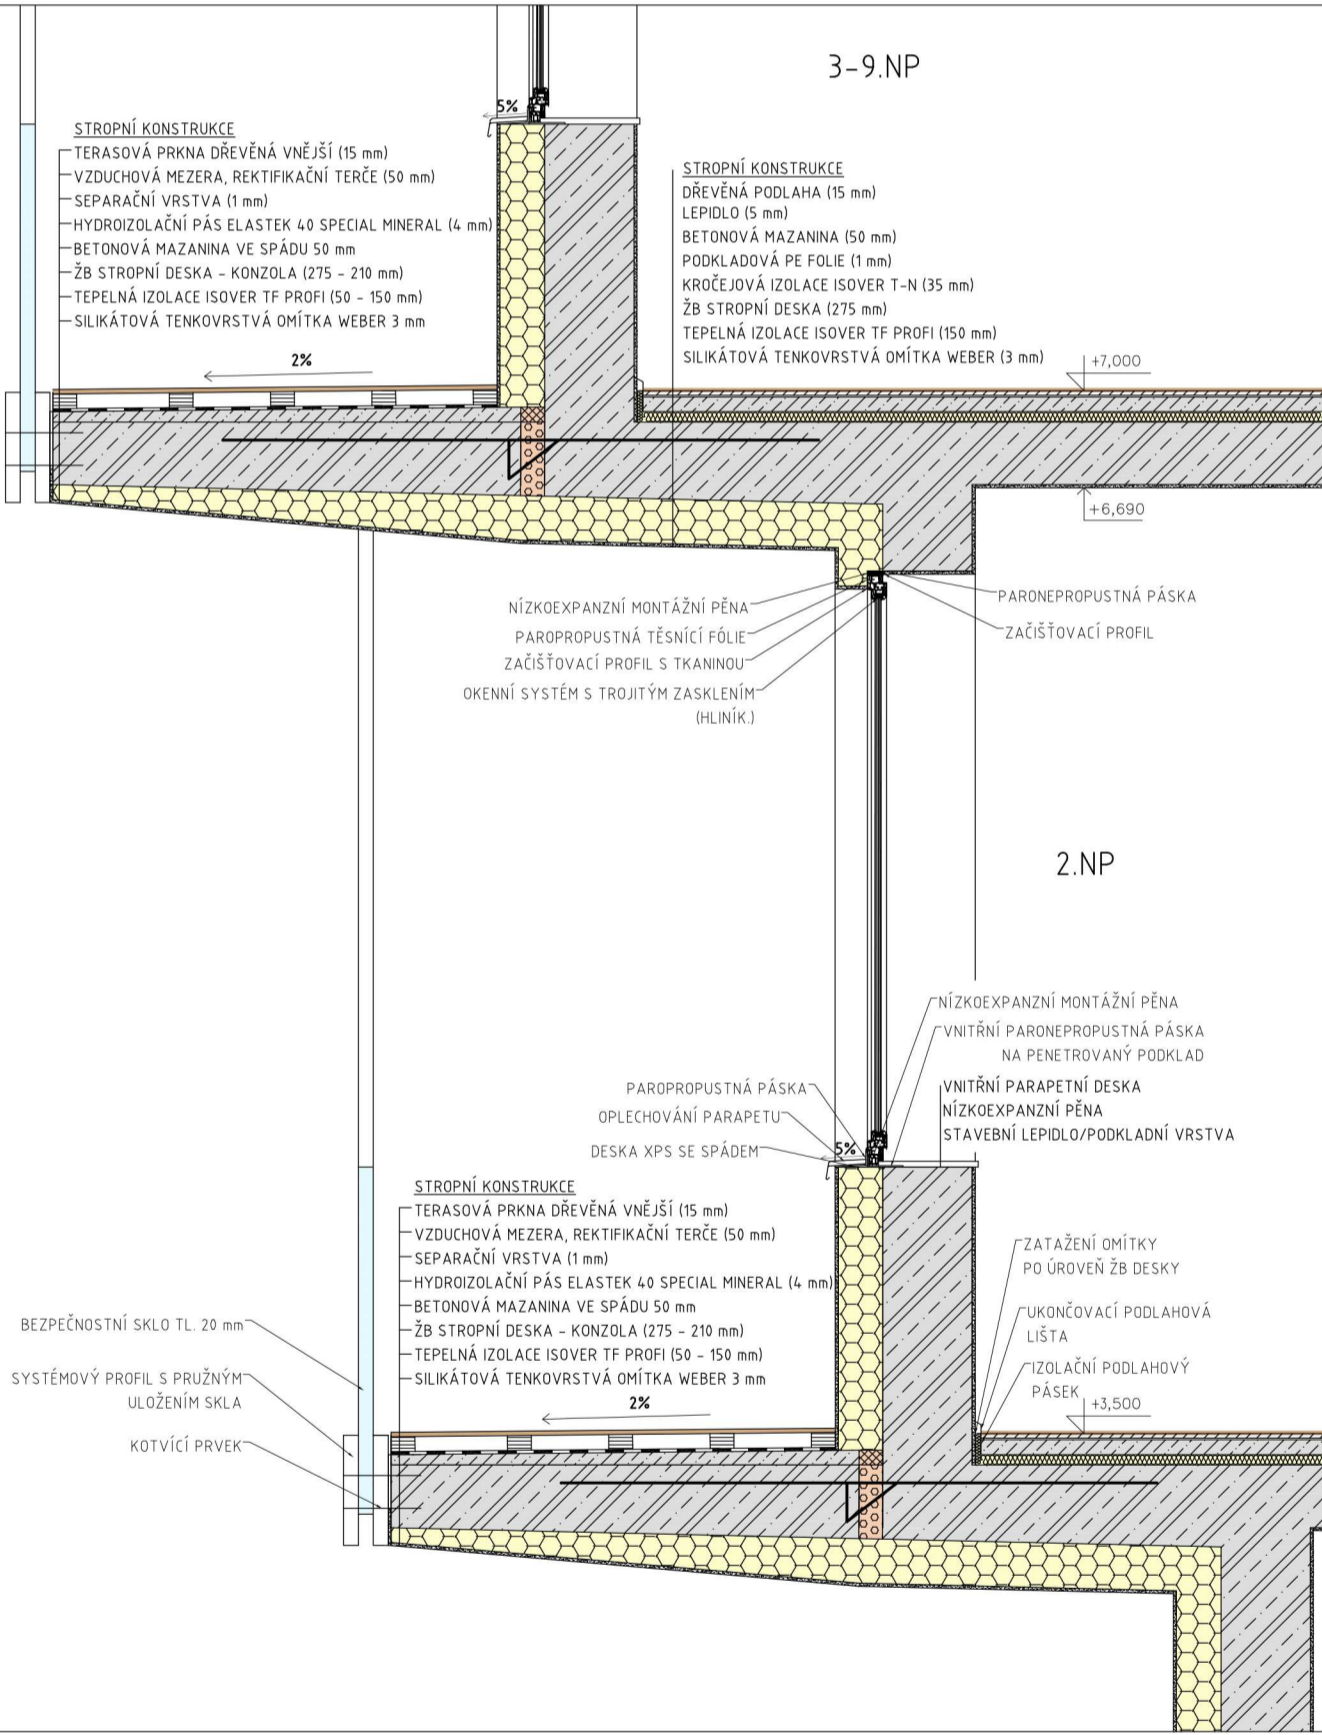 3-9.NP
5%
STROPNÍ KONSTRUKCE
TERASOVÁ PRKNA DŘEVĚNÁ VNĚJŠÍ (15 mm)
VZDUCHOVÁ MEZERA, REKTIFIKAČNÍ TERČE (50 mm)
SEPARAČNÍ VRSTVA (1 mm)
HYDROIZOLAČNÍ PÁS ELASTEK 40 SPECIAL MINERAL (4 mm)
BETONOVÁ MAZANINA VE SPÁDU 50 mm
ŽB STROPNÍ DESKA - KONZOLA (275 - 210 mm)
TEPELNÁ IZOLACE ISOVER TF PROFI (50 - 150 mm)
SILIKÁTOVÁ TENKOVRSTVÁ OMÍTKA WEBER 3 mm
2%
STROPNÍ KONSTRUKCE
DŘEVĚNÁ PODLAHA (15 mm)
LEPIDLO (5 mm)
BETONOVÁ MAZANINA (50 mm)
PODKLADOVÁ PE FOLIE (1 mm)
KROČEJOVÁ IZOLACE ISOVER T-N (35 mm)
ŽB STROPNÍ DESKA (275 mm)
TEPELNÁ IZOLACE ISOVER TF PROFI (150 mm)
SILIKÁTOVÁ TENKOVRSTVÁ OMÍTKA WEBER (3 mm)
+7,000
+6,690
NÍZKOEXPANZNÍ MONTÁŽNÍ PĚNA
PAROPROPUSTNÁ TĚSNÍCÍ FÓLIE
ZAČIŠŤOVACÍ PROFIL S TKANINOU
OKENNÍ SYSTÉM S TROJITÝM ZASKLENÍM
(HLINÍK.)
PARONEPROPUSTNÁ PÁSKA
ZAČIŠŤOVACÍ PROFIL
2.NP
NÍZKOEXPANZNÍ MONTÁŽNÍ PĚNA
VNITŘNÍ PARONEPROPUSTNÁ PÁSKA
NA PENETROVANÝ PODKLAD
VNITŘNÍ PARAPETNÍ DESKA
NÍZKOEXPANZNÍ PĚNA
STAVEBNÍ LEPIDLO/PODKLADNÍ VRSTVA
PAROPROPUSTNÁ PÁSKA
OPLECHOVÁNÍ PARAPETU
DESKA XPS SE SPÁDEM
5%
STROPNÍ KONSTRUKCE
TERASOVÁ PRKNA DŘEVĚNÁ VNĚJŠÍ (15 mm)
VZDUCHOVÁ MEZERA, REKTIFIKAČNÍ TERČE (50 mm)
SEPARAČNÍ VRSTVA (1 mm)
HYDROIZOLAČNÍ PÁS ELASTEK 40 SPECIAL MINERAL (4 mm)
BETONOVÁ MAZANINA VE SPÁDU 50 mm
ŽB STROPNÍ DESKA - KONZOLA (275 - 210 mm)
TEPELNÁ IZOLACE ISOVER TF PROFI (50 - 150 mm)
SILIKÁTOVÁ TENKOVRSTVÁ OMÍTKA WEBER 3 mm
2%
ZATAŽENÍ OMÍTKY
PO ÚROVEŇ ŽB DESKY
UKONČOVACÍ PODLAHOVÁ
LIŠTA
IZOLAČNÍ PODLAHOVÝ
PÁSEK
+3,500
BEZPEČNOSTNÍ SKLO TL. 20 mm
SYSTÉMOVÝ PROFIL S PRUŽNÝM
ULOŽENÍM SKLA
KOTVÍCÍ PRVEK